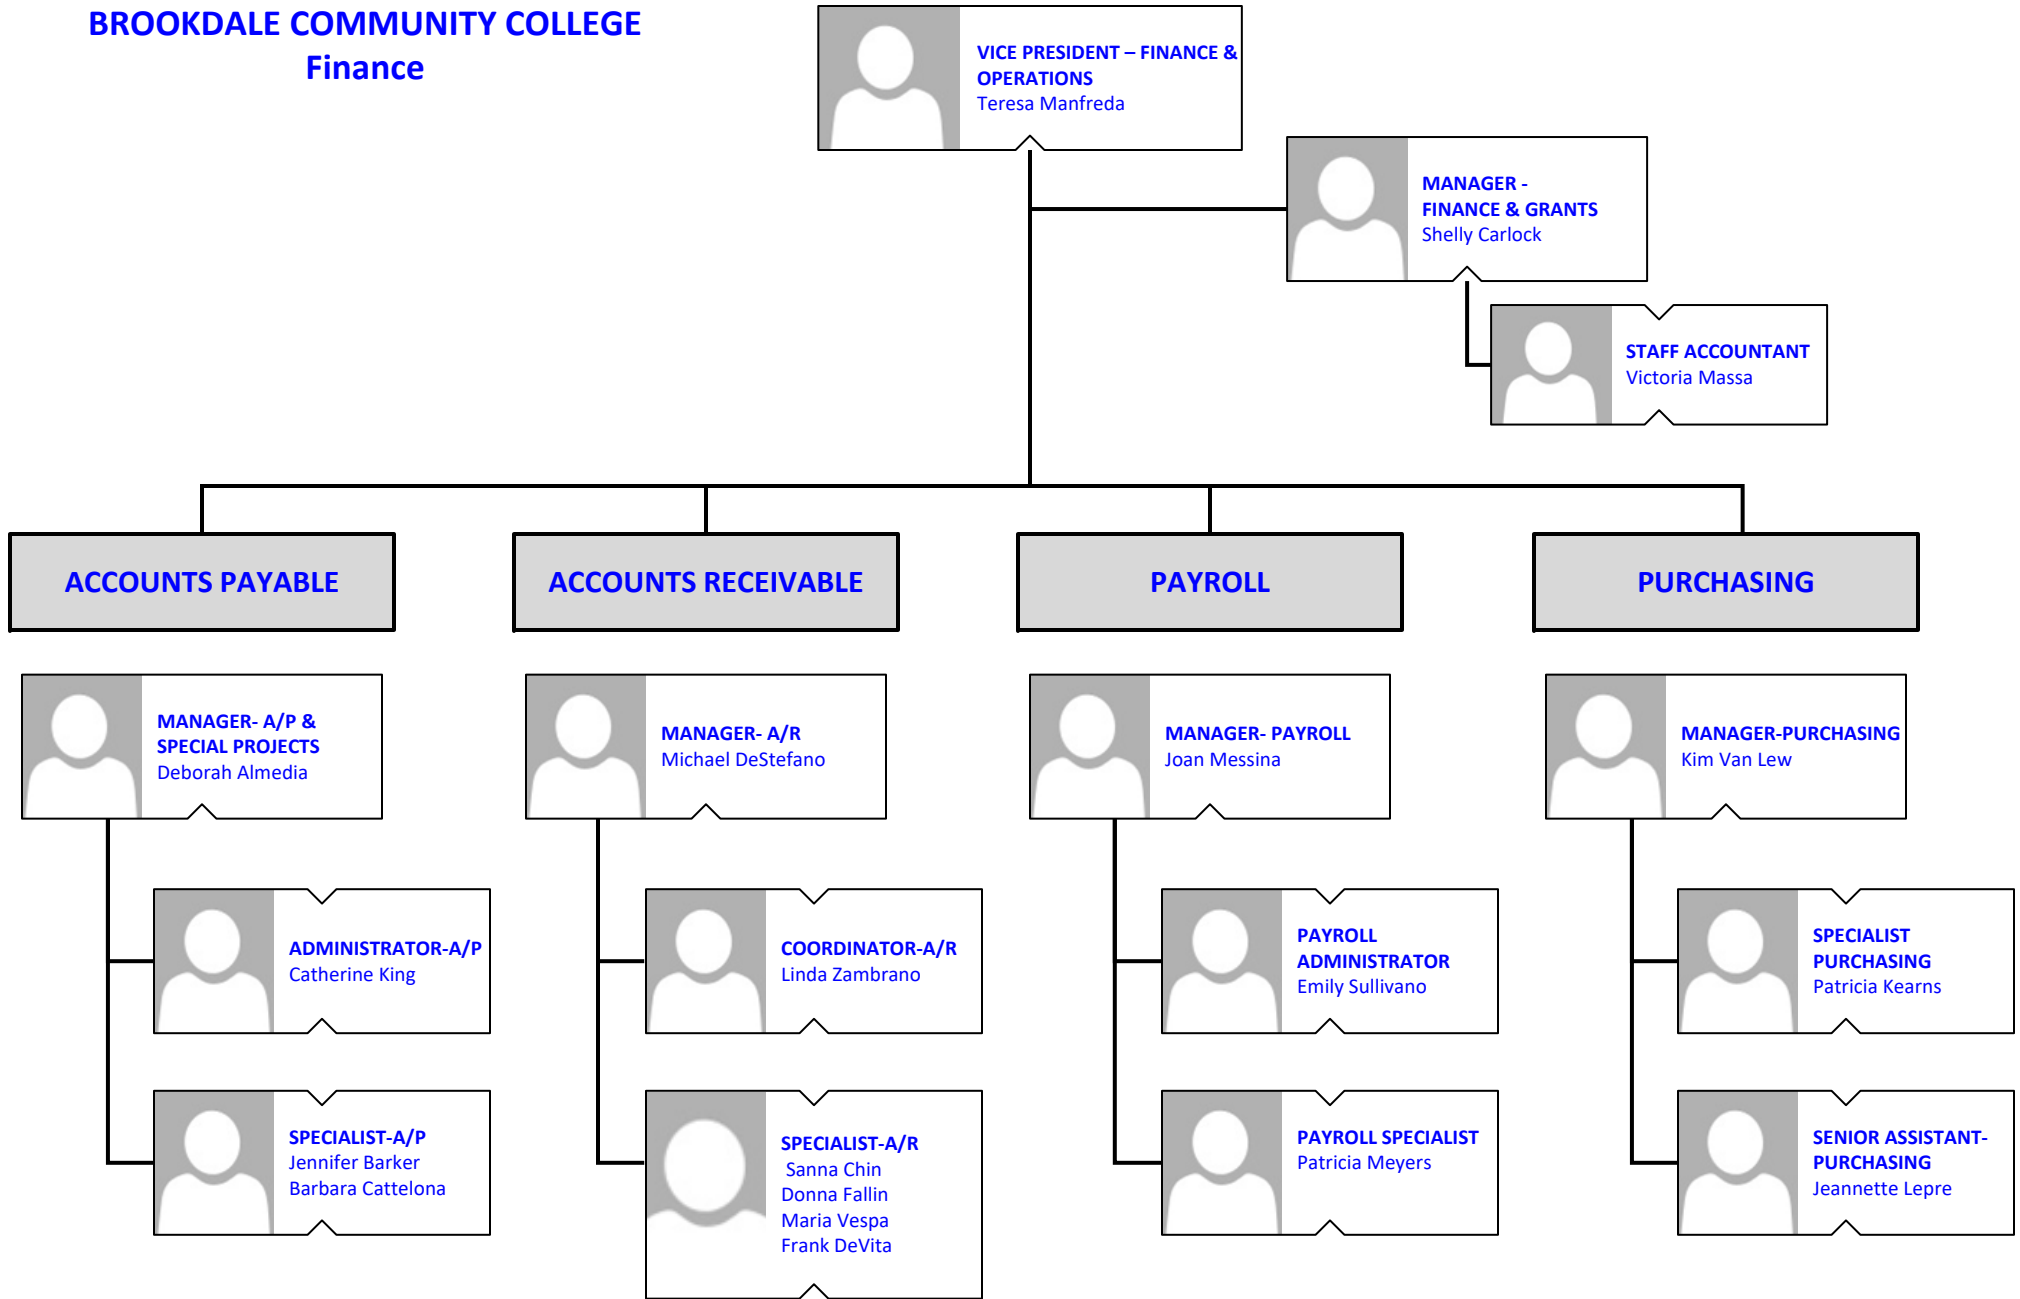 BROOKDALE COMMUNITY COLLEGE
Finance
VICE PRESIDENT – FINANCE &
OPERATIONS
Teresa Manfreda
MANAGER -
FINANCE & GRANTS
Shelly Carlock
STAFF ACCOUNTANT
Victoria Massa
ACCOUNTS PAYABLE
MANAGER- A/P &
SPECIAL PROJECTS
Deborah Almedia
ADMINISTRATOR-A/P
Catherine King
SPECIALIST-A/P
Jennifer Barker
Barbara Cattelona
ACCOUNTS RECEIVABLE
MANAGER- A/R
Michael DeStefano
COORDINATOR-A/R
Linda Zambrano
SPECIALIST-A/R
Sanna Chin
Donna Fallin
Maria Vespa
Frank DeVita
PAYROLL
MANAGER- PAYROLL
Joan Messina
PAYROLL
ADMINISTRATOR
Emily Sullivano
PAYROLL SPECIALIST
Patricia Meyers
PURCHASING
MANAGER-PURCHASING
Kim Van Lew
SPECIALIST
PURCHASING
Patricia Kearns
SENIOR ASSISTANT-
PURCHASING
Jeannette Lepre